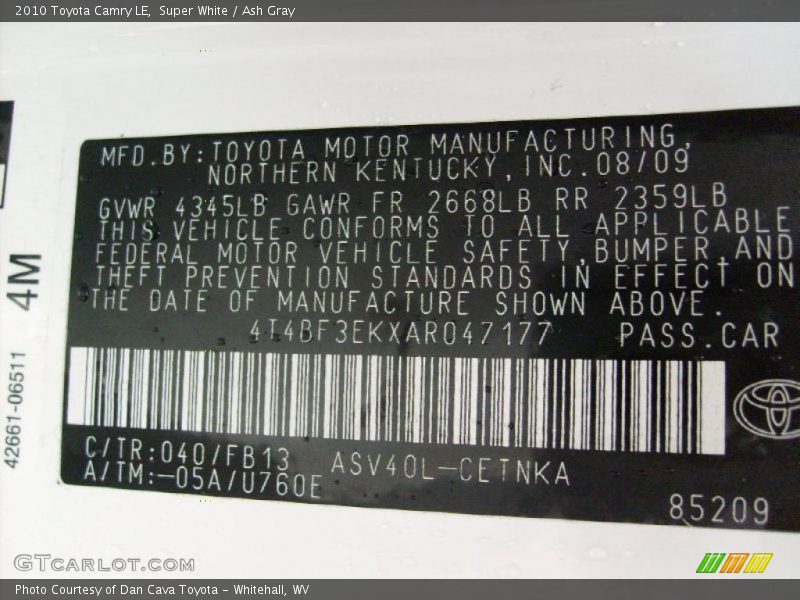 2010 Toyota Camry LE, Super White / Ash Gray
MFD.BY:TOYOTA MOTOR MANUFACTURING,
NORTHERN KENTUCKY,INC.08/09
GVWR 4345LB GAWR FR 2668LB RR 2359LB
THIS VEHICLE CONFORMS TO ALL APPLICABLE
FEDERAL MOTOR VEHICLE SAFETY,BUMPER,AND
THEFT PREVENTION STANDARDS IN EFFECT ON
THE DATE OF MANUFACTURE SHOWN ABOVE.
4T4BF3EKXAR047177 PASS.CAR
C/TR:040/FB13 ASV40L-CETNKA
A/TM:-05A/U760E
85209
42661-06511 4M
GTCARLOT.COM
Photo Courtesy of Dan Cava Toyota - Whitehall, WV